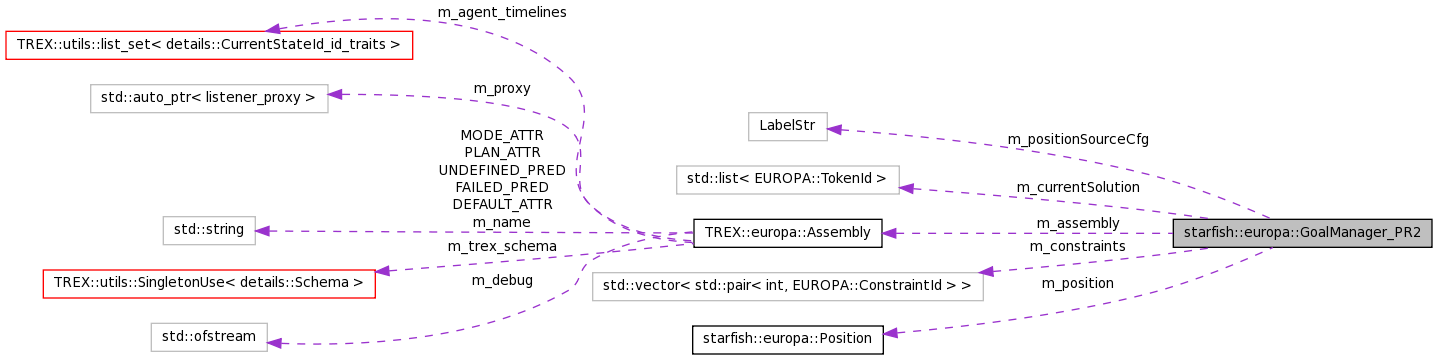 m_agent_timelines
TREX::utils::list_set< details::CurrentStateId_id_traits >
m_proxy
std::auto_ptr< listener_proxy >
LabelStr
m_positionSourceCfg
MODE_ATTR
PLAN_ATTR
UNDEFINED_PRED
FAILED_PRED
DEFAULT_ATTR
m_name
std::list< EUROPA::TokenId >
m_currentSolution
std::string
TREX::europa::Assembly
m_assembly
starfish::europa::GoalManager_PR2
m_trex_schema
m_constraints
TREX::utils::SingletonUse< details::Schema >
m_debug
std::vector< std::pair< int, EUROPA::ConstraintId > >
m_position
std::ofstream
starfish::europa::Position